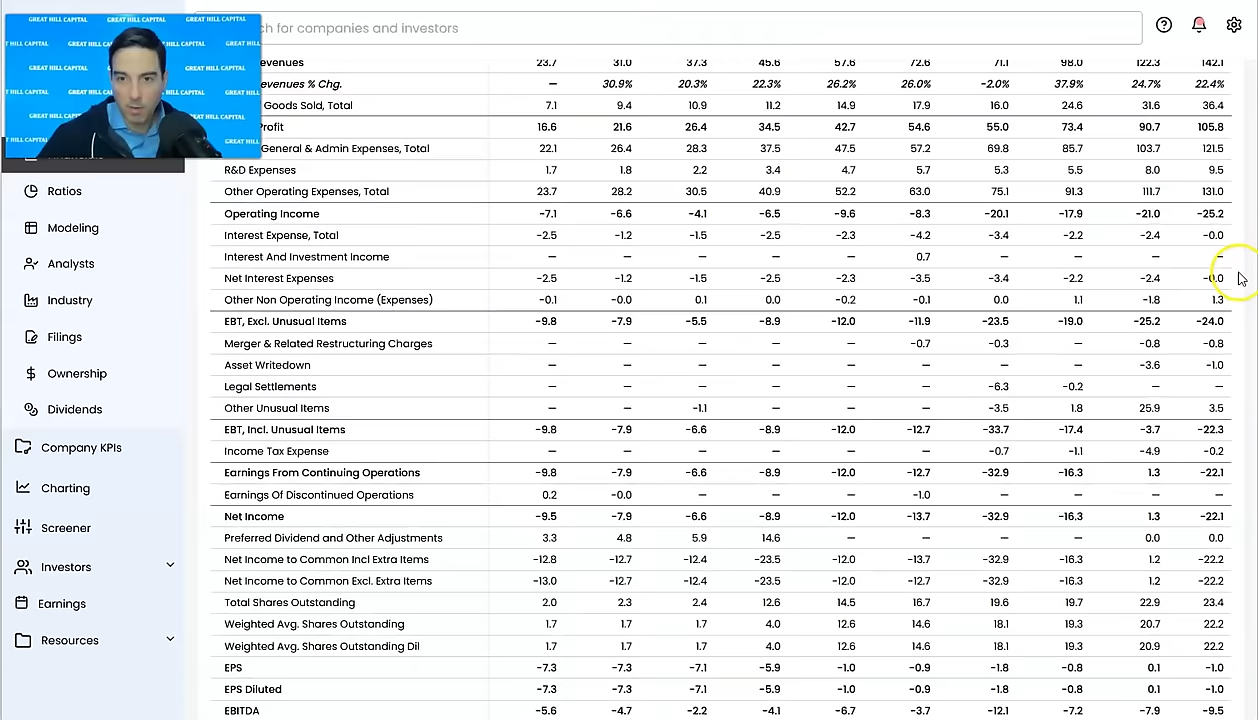 GREAT HILL CAPITAL GREAT HILL CAPITAL GREAT HILL CAPITAL
T HILL CAPITAL GREAT HILL CAPITAL HILL CAPITAL GREAT HILL
GREAT HILL CAPITAL GREAT HILL CAPITAL
ch for companies and investors
evenues 23.7 31.0 37.3 45.6 57.6 72.6 71.1 98.0 122.3 142.1
evenues % Chg. — 30.9% 20.3% 22.3% 26.2% 26.0% -2.0% 37.9% 24.7% 22.4%
Goods Sold, Total 7.1 9.4 10.9 11.2 14.9 17.9 16.0 24.6 31.6 36.4
Profit 16.6 21.6 26.4 34.5 42.7 54.6 55.0 73.4 90.7 105.8
General & Admin Expenses, Total 22.1 26.4 28.3 37.5 47.5 57.2 69.8 85.7 103.7 121.5
R&D Expenses 1.7 1.8 2.2 3.4 4.7 5.7 5.3 5.5 8.0 9.5
Other Operating Expenses, Total 23.7 28.2 30.5 40.9 52.2 63.0 75.1 91.3 111.7 131.0
Operating Income -7.1 -6.6 -4.1 -6.5 -9.6 -8.3 -20.1 -17.9 -21.0 -25.2
Interest Expense, Total -2.5 -1.2 -1.5 -2.5 -2.3 -4.2 -3.4 -2.2 -2.4 -0.0
Interest And Investment Income — — — — — 0.7 — — — —
Net Interest Expenses -2.5 -1.2 -1.5 -2.5 -2.3 -3.5 -3.4 -2.2 -2.4 -0.0
Other Non Operating Income (Expenses) -0.1 -0.0 0.1 0.0 -0.2 -0.1 0.0 1.1 -1.8 1.3
EBT, Excl. Unusual Items -9.8 -7.9 -5.5 -8.9 -12.0 -11.9 -23.5 -19.0 -25.2 -24.0
Merger & Related Restructuring Charges — — — — — -0.7 -0.3 — -0.8 -0.8
Asset Writedown — — — — — — — — -3.6 -1.0
Legal Settlements — — — — — — -6.3 -0.2 — —
Other Unusual Items — — -1.1 — — — -3.5 1.8 25.9 3.5
EBT, Incl. Unusual Items -9.8 -7.9 -6.6 -8.9 -12.0 -12.7 -33.7 -17.4 -3.7 -22.3
Income Tax Expense — — — — — — -0.7 -1.1 -4.9 -0.2
Earnings From Continuing Operations -9.8 -7.9 -6.6 -8.9 -12.0 -12.7 -32.9 -16.3 1.3 -22.1
Earnings Of Discontinued Operations 0.2 -0.0 — — — -1.0 — — — —
Net Income -9.5 -7.9 -6.6 -8.9 -12.0 -13.7 -32.9 -16.3 1.3 -22.1
Preferred Dividend and Other Adjustments 3.3 4.8 5.9 14.6 — — — — 0.0 0.0
Net Income to Common Incl Extra Items -12.8 -12.7 -12.4 -23.5 -12.0 -13.7 -32.9 -16.3 1.2 -22.2
Net Income to Common Excl. Extra Items -13.0 -12.7 -12.4 -23.5 -12.0 -12.7 -32.9 -16.3 1.2 -22.2
Total Shares Outstanding 2.0 2.3 2.4 12.6 14.5 16.7 19.6 19.7 22.9 23.4
Weighted Avg. Shares Outstanding 1.7 1.7 1.7 4.0 12.6 14.6 18.1 19.3 20.7 22.2
Weighted Avg. Shares Outstanding Dil 1.7 1.7 1.7 4.0 12.6 14.6 18.1 19.3 20.9 22.2
EPS -7.3 -7.3 -7.1 -5.9 -1.0 -0.9 -1.8 -0.8 0.1 -1.0
EPS Diluted -7.3 -7.3 -7.1 -5.9 -1.0 -0.9 -1.8 -0.8 0.1 -1.0
EBITDA -5.6 -4.7 -2.2 -4.1 -6.7 -3.7 -12.1 -7.2 -7.9 -9.5
Ratios
Modeling
Analysts
Industry
Filings
Ownership
Dividends
Company KPIs
Charting
Screener
Investors
Earnings
Resources